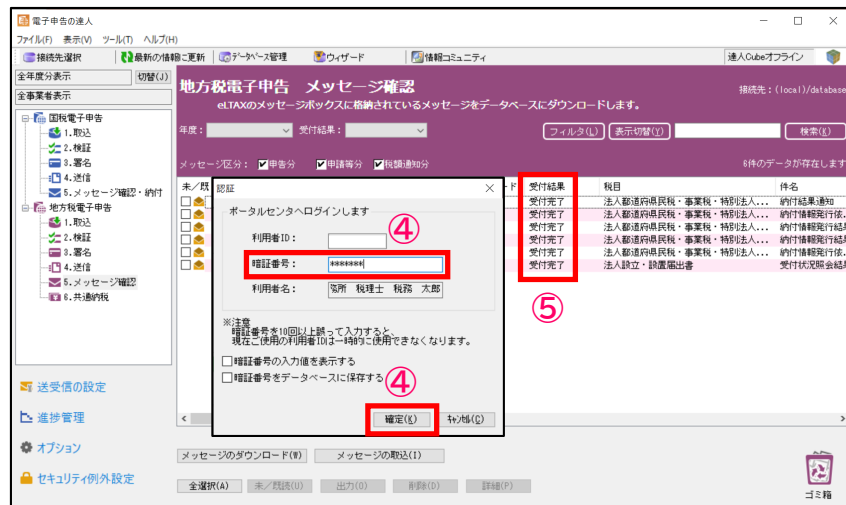 電子申告の達人
ファイル(F) 表示(V) ツール(T) ヘルプ(H)
接続先選択 最新の情報に更新 データベース管理 ウィザード 情報コミュニティ 達人Cubeオフライン
全年度分表示 切替(J)
全事業者表示
国税電子申告
1.取込
2.検証
3.署名
4.送信
5.メッセージ確認・納付
地方税電子申告
1.取込
2.検証
3.署名
4.送信
5.メッセージ確認
6.共通納税
送受信の設定
進捗管理
オプション
セキュリティ例外設定
地方税電子申告 メッセージ確認
接続先：(local)/database
eLTAXのメッセージボックスに格納されているメッセージをデータベースにダウンロードします。
年度： 受付結果： フィルタ(L) 表示切替(Y) 検索(K)
メッセージ区分： 申告分 申請等分 税額通知分 6件のデータが存在します
未/既 ド 受付結果 税目 件名
受付完了 法人都道府県民税・事業税・特別法人... 納付結果通知
受付完了 法人都道府県民税・事業税・特別法人... 納付情報発行依.
受付完了 法人都道府県民税・事業税・特別法人... 納付情報発行結果
受付完了 法人都道府県民税・事業税・特別法人... 納付情報発行結果
受付完了 法人都道府県民税・事業税・特別法人... 納付情報発行依.
受付完了 法人設立・設置届出書 受付状況照会結果
⑤
認証
ポータルセンタへログインします
④
利用者ID：
暗証番号： *******
利用者名： 務所 税理士 税務 太郎
※注意
暗証番号を10回以上誤って入力すると、
現在ご使用の利用者IDは一時的に使用できなくなります。
暗証番号の入力値を表示する
暗証番号をデータベースに保存する
④
確定(K) キャンセル(C)
メッセージのダウンロード(W) メッセージの取込(I)
全選択(A) 未/既読(U) 出力(O) 削除(D) 詳細(P)
ゴミ箱